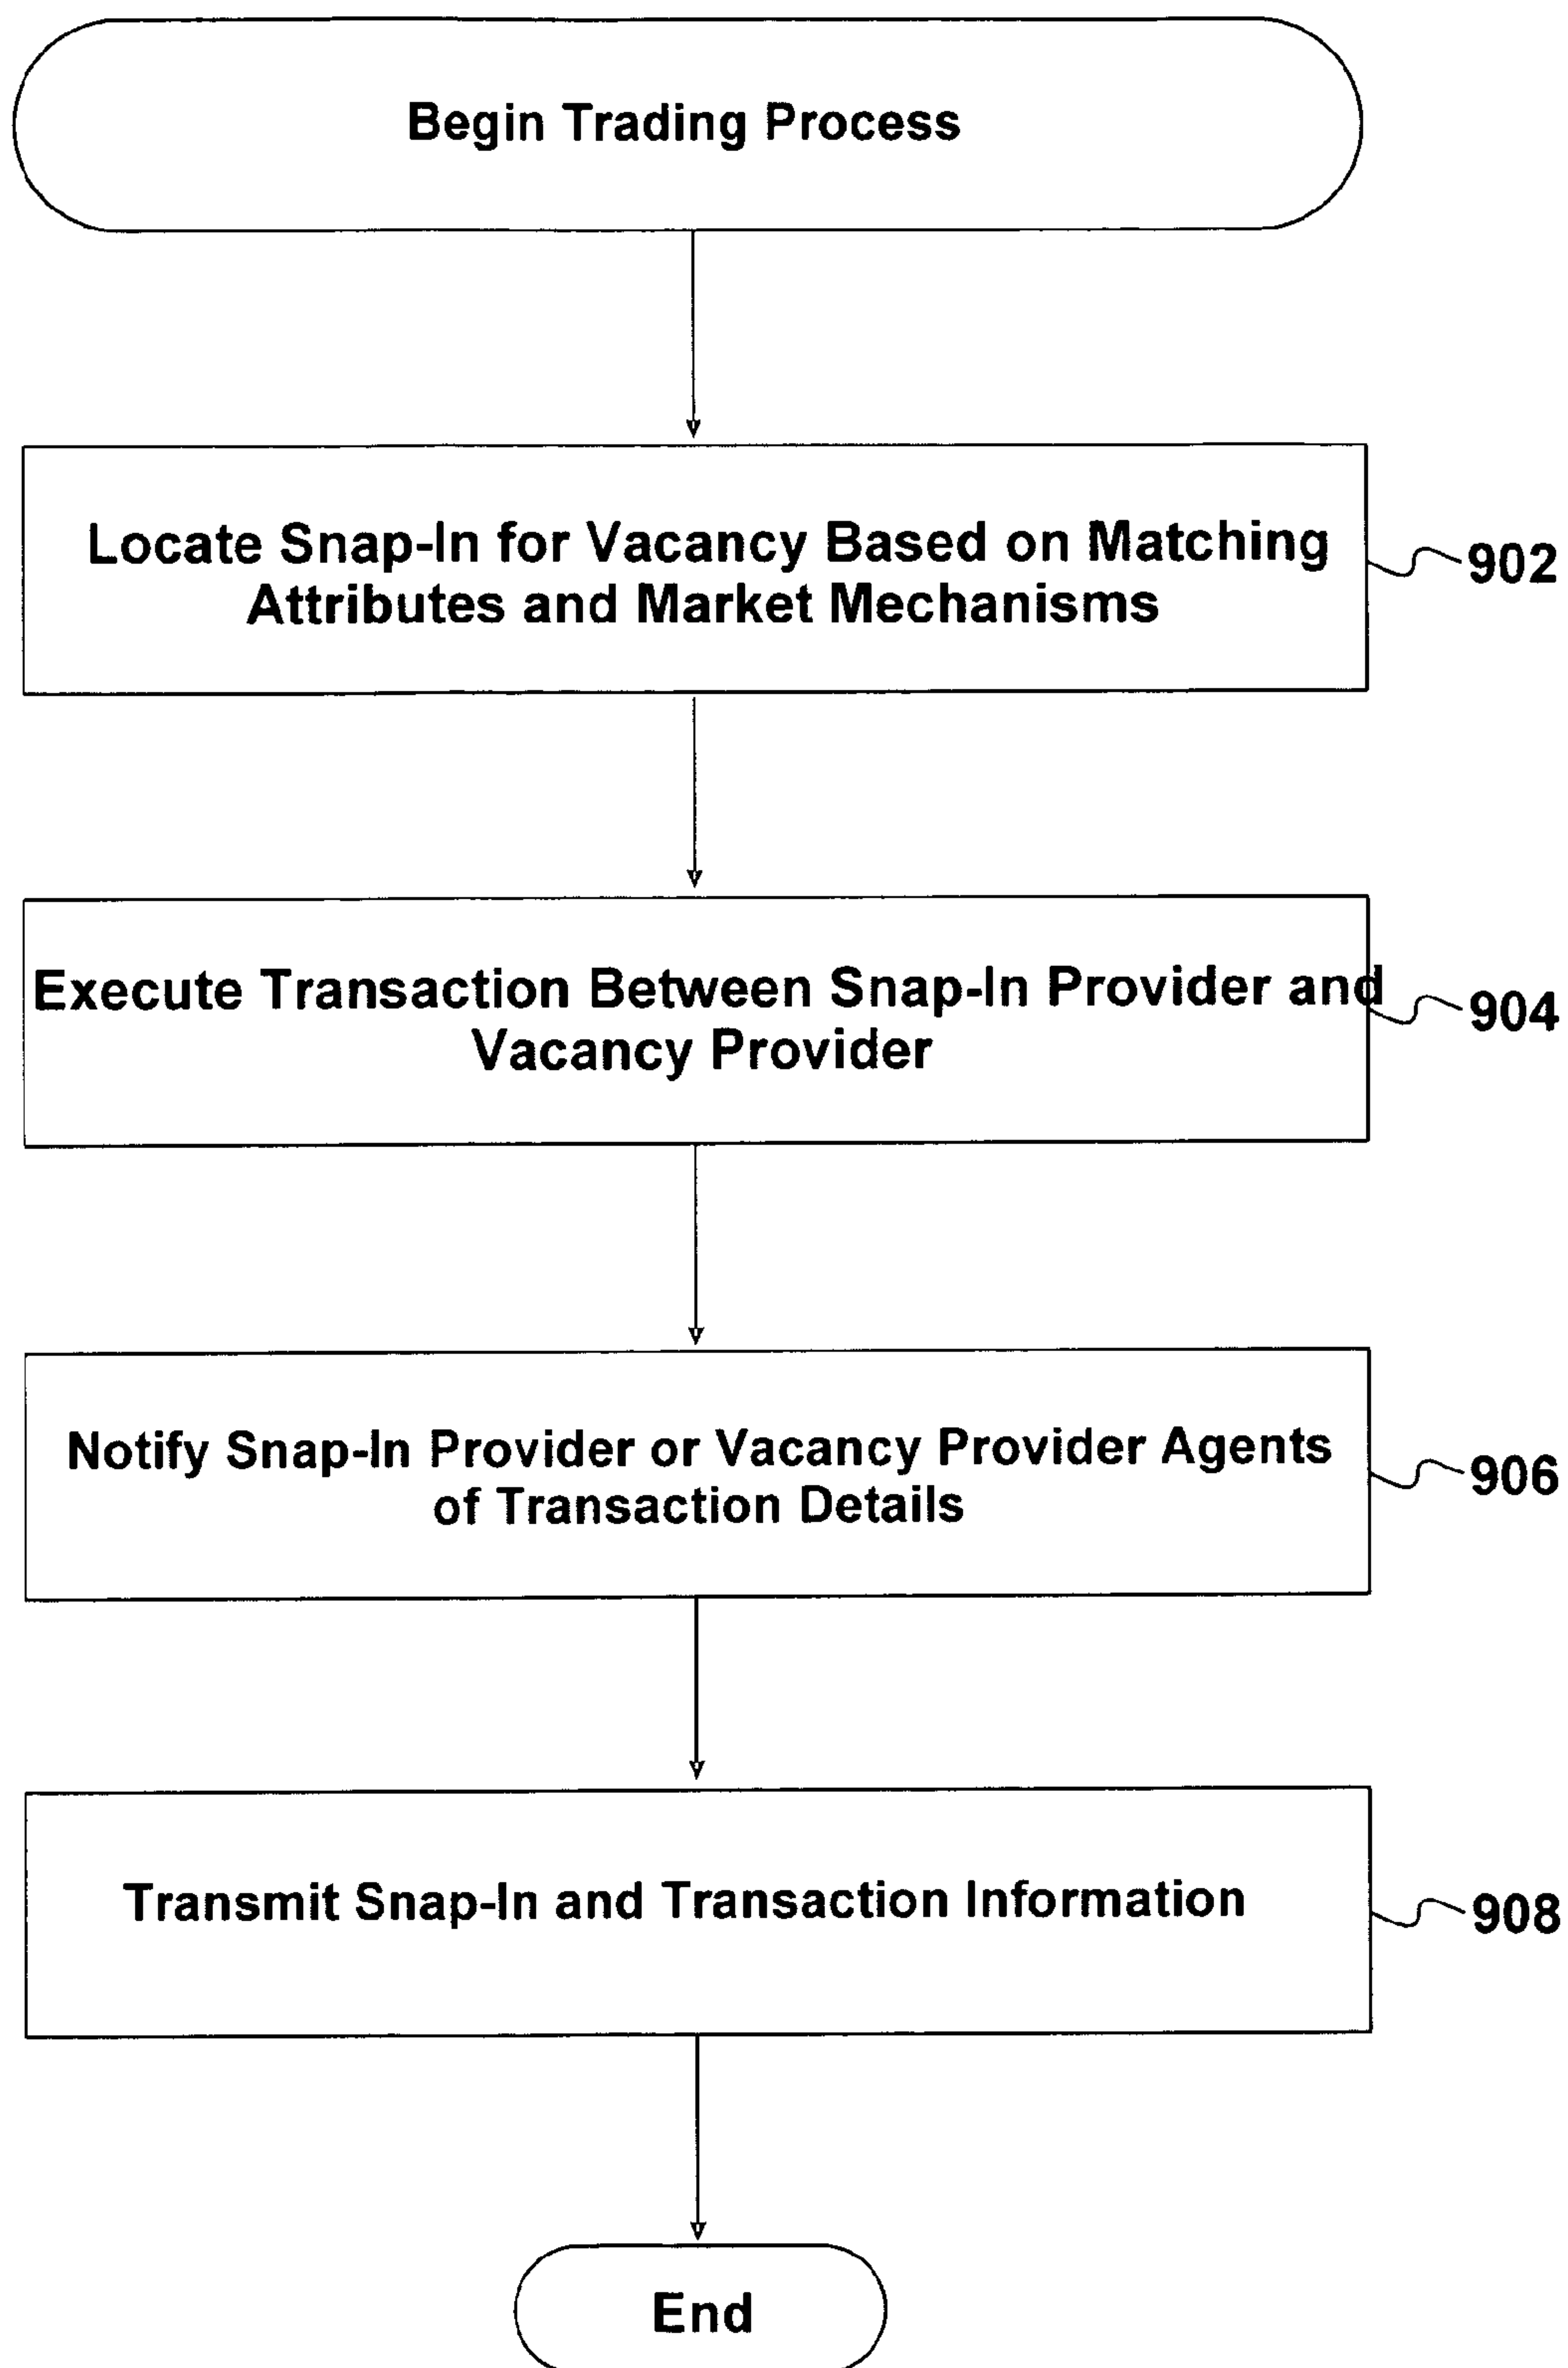 Begin Trading Process
Locate Snap-In for Vacancy Based on Matching
Attributes and Market Mechanisms
902
Execute Transaction Between Snap-In Provider and
Vacancy Provider
904
Notify Snap-In Provider or Vacancy Provider Agents
of Transaction Details
906
Transmit Snap-In and Transaction Information
908
End